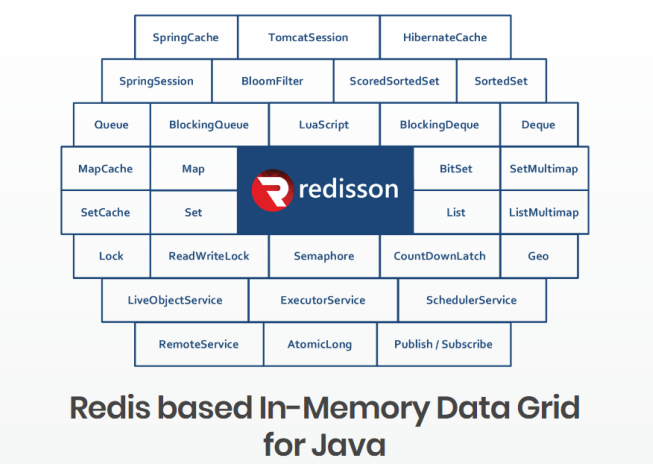 SpringCache TomcatSession HibernateCache
SpringSession BloomFilter ScoredSortedSet SortedSet
Queue BlockingQueue LuaScript BlockingDeque Deque
MapCache Map BitSet SetMultimap
redisson
SetCache Set List ListMultimap
Lock ReadWriteLock Semaphore CountDownLatch Geo
LiveObjectService ExecutorService SchedulerService
RemoteService AtomicLong Publish / Subscribe
Redis based In-Memory Data Grid
for Java